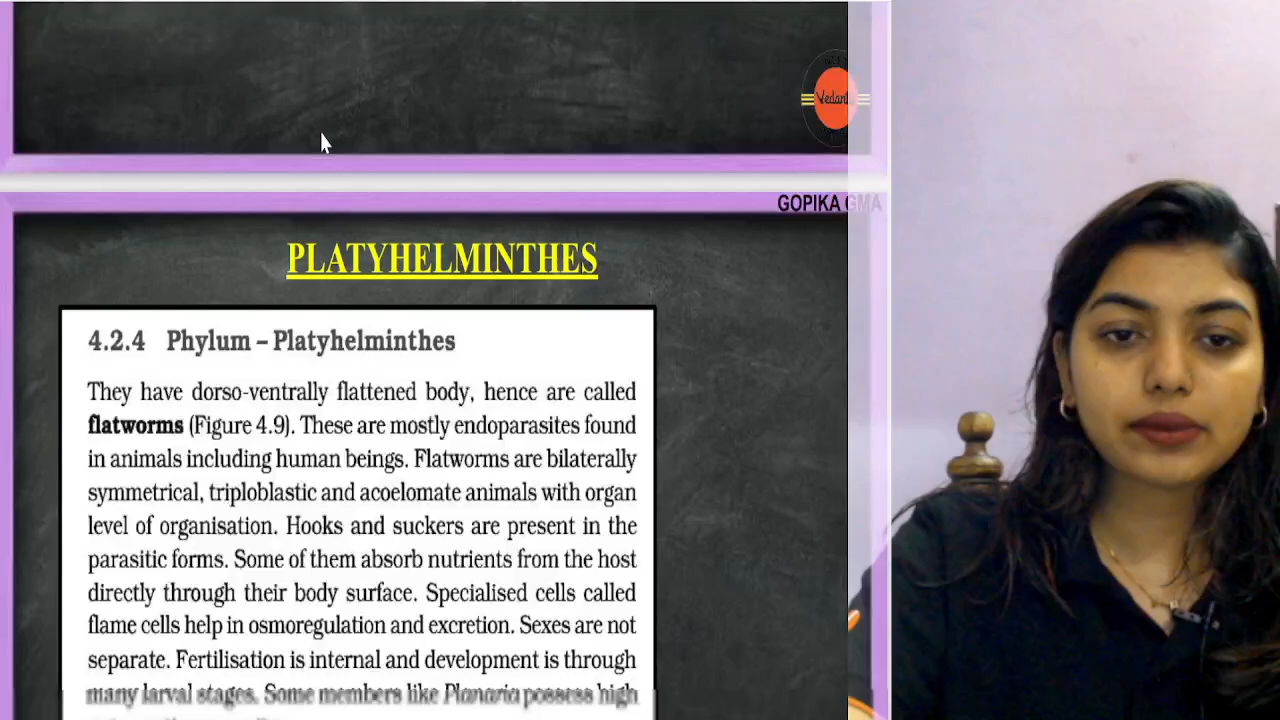 Vedant
GOPIKA GMA
PLATYHELMINTHES
4.2.4 Phylum – Platyhelminthes
They have dorso-ventrally flattened body, hence are called
flatworms (Figure 4.9). These are mostly endoparasites found
in animals including human beings. Flatworms are bilaterally
symmetrical, triploblastic and acoelomate animals with organ
level of organisation. Hooks and suckers are present in the
parasitic forms. Some of them absorb nutrients from the host
directly through their body surface. Specialised cells called
flame cells help in osmoregulation and excretion. Sexes are not
separate. Fertilisation is internal and development is through
many larval stages. Some members like Planaria possess high